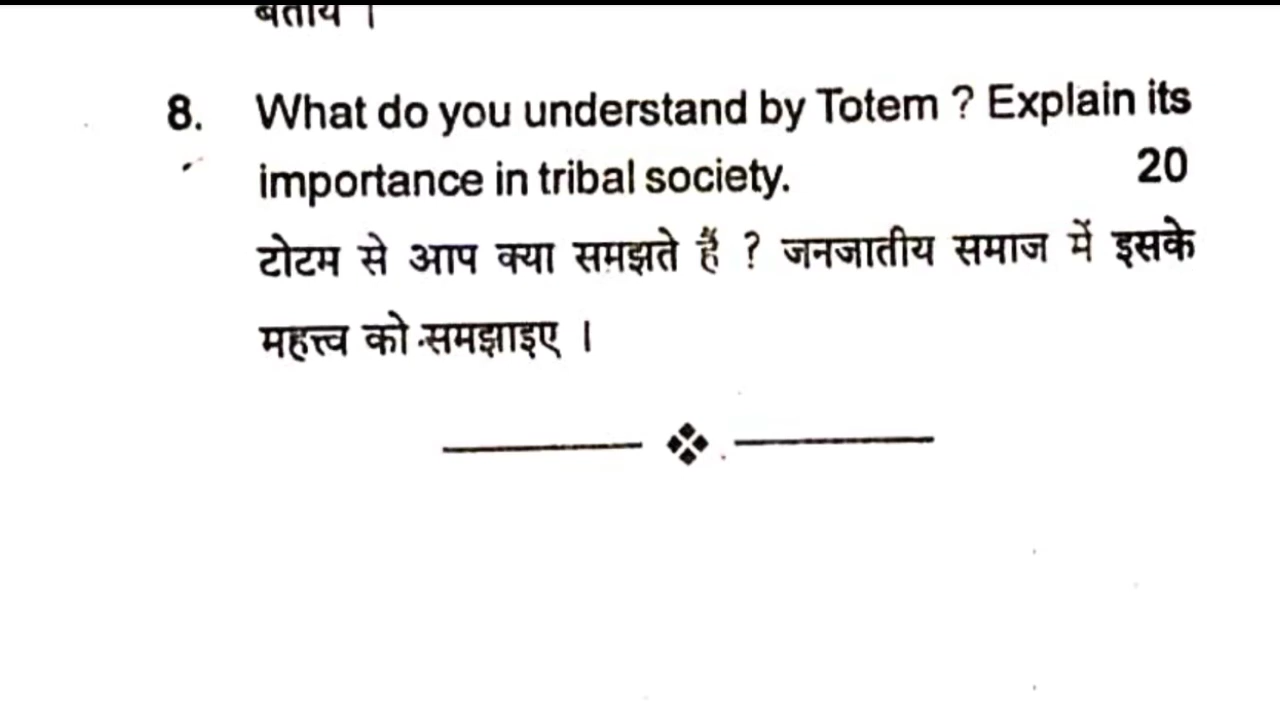 बताये ।
8. What do you understand by Totem ? Explain its
importance in tribal society. 20
टोटम से आप क्या समझते हैं ? जनजातीय समाज में इसके
महत्त्व को समझाइए ।